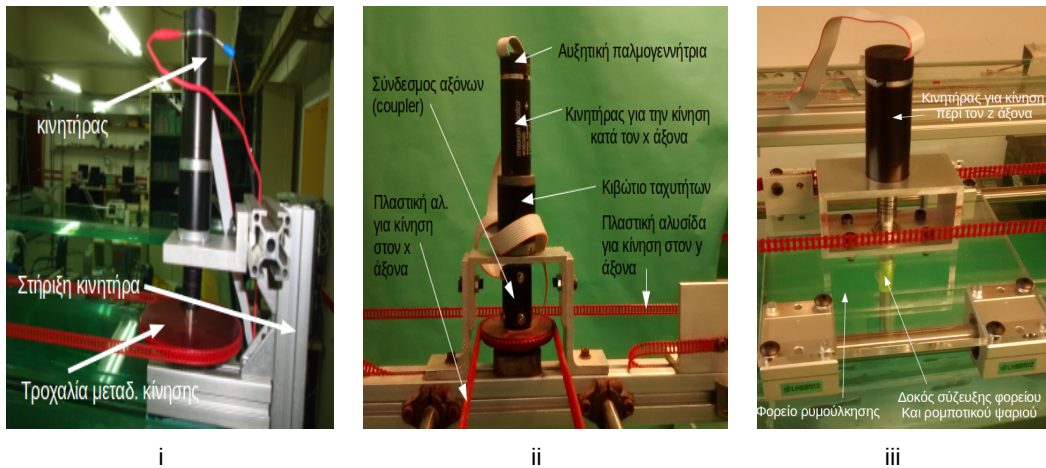 κινητήρας
Στήριξη κινητήρα
Τροχαλία μεταδ. κίνησης
Αυξητική παλμογεννήτρια
Σύνδεσμος αξόνων
(coupler)
Κινητήρας για την κίνηση
κατά τον x άξονα
Κιβώτιο ταχυτήτων
Πλαστική αλ.
για κίνηση
στον x
άξονα
Πλαστική αλυσίδα
για κίνηση στον y
άξονα
Κινητήρας για κίνηση
περί τον z άξονα
Φορείο ρυμούλκησης
Δοκός σύζευξης φορείου
Και ρομποτικού ψαριού
i
ii
iii